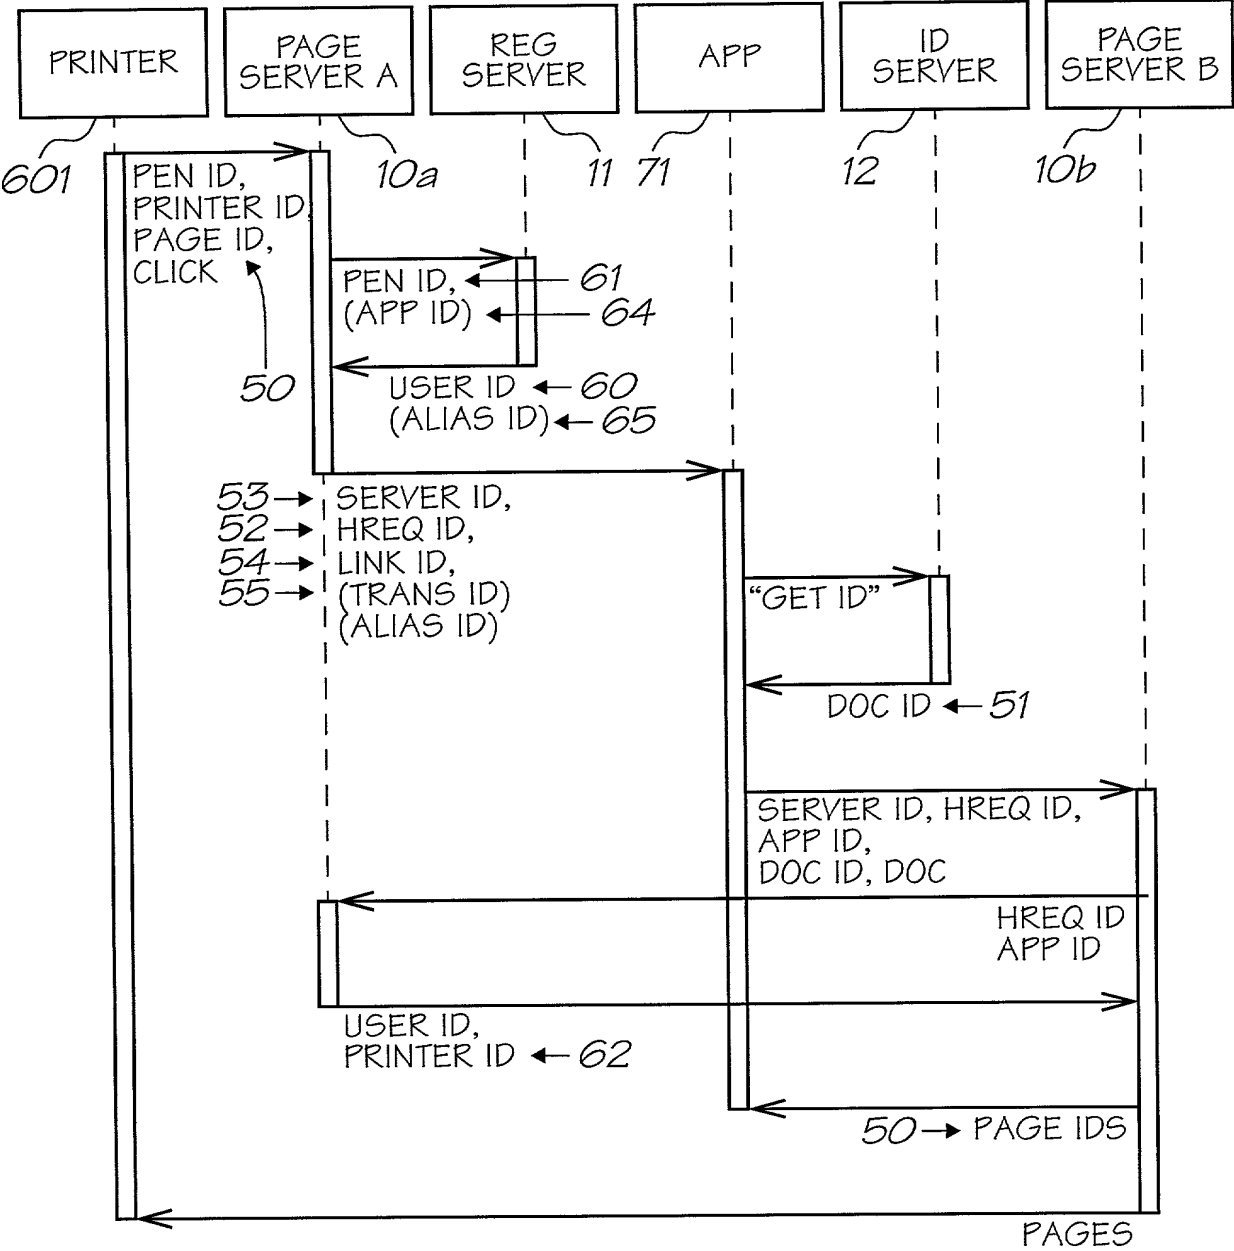 PRINTER
PAGE
SERVER A
REG
SERVER
APP
ID
SERVER
PAGE
SERVER B
601
10a
11
71
12
10b
PEN ID,
PRINTER ID
PAGE ID,
CLICK
50
PEN ID,
61
(APP ID)
64
USER ID
60
(ALIAS ID)
65
53 SERVER ID,
52 HREQ ID,
54 LINK ID,
55 (TRANS ID)
(ALIAS ID)
"GET ID"
DOC ID 51
SERVER ID, HREQ ID,
APP ID,
DOC ID, DOC
HREQ ID
APP ID
USER ID,
PRINTER ID 62
50 PAGE IDS
PAGES